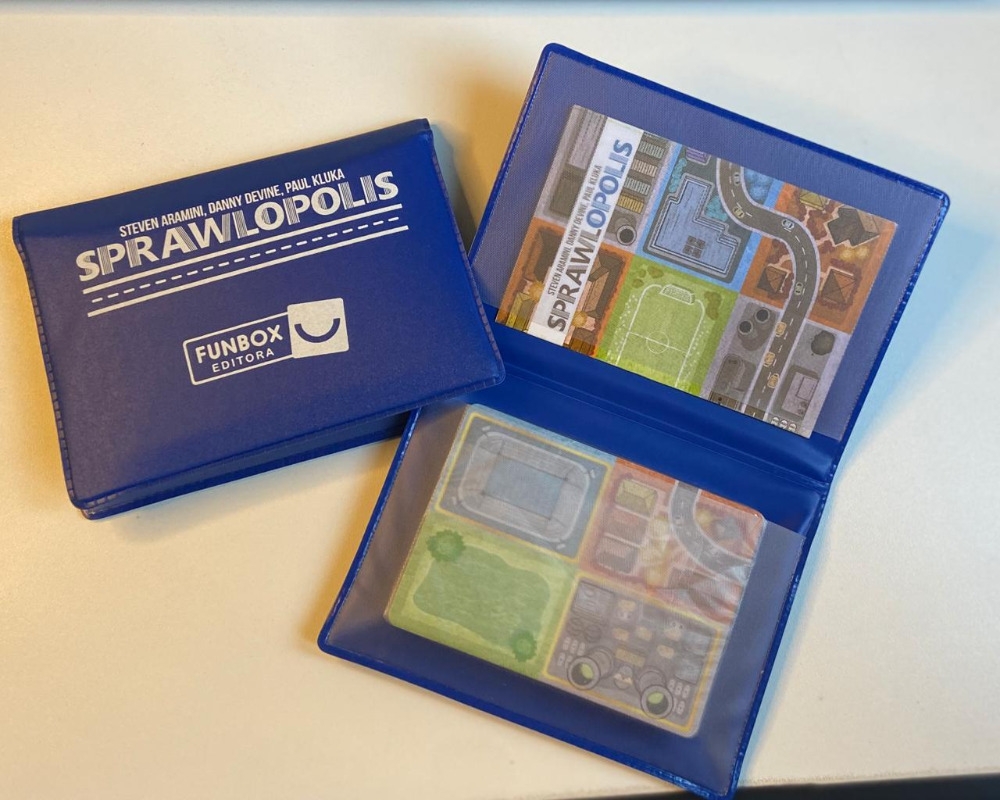 STEVEN ARAMINI, DANNY DEVINE, PAUL KLUKA
SPRAWLOPOLIS
FUNBOX
EDITORA
STEVEN ARAMINI, DANNY DEVINE, PAUL KLUKA
SPRAWLOPOLIS